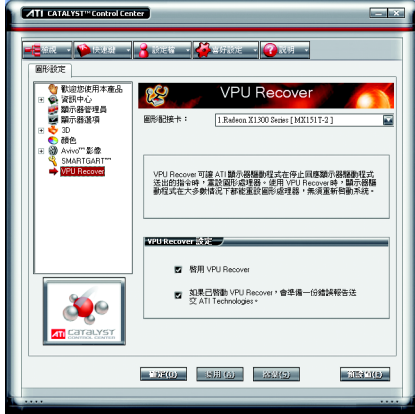 ATI CATALYST™ Control Center
檢視
快速鍵
設定檔
喜好設定
說明
圖形設定
歡迎您使用本產品
資訊中心
顯示器管理員
顯示器選項
3D
顏色
Avivo™ 影像
SMARTGART™
VPU Recover
VPU Recover
圖形配接卡：
1.Radeon X1300 Series [ MX151T-2 ]
VPU Recover 可讓 ATI 顯示器驅動程式在停止回應顯示器驅動程式
送出的指令時，重設圖形處理器。使用 VPU Recover 時，顯示器驅
動程式在大多數情況下都能重設圖形處理器，無須重新啟動系統。
VPU Recover 設定
啟用 VPU Recover
如果已啟動 VPU Recover，會準備一份錯誤報告送
交 ATI Technologies。
ATI CATALYST
CONTROL CENTER
確定(O)
套用(A)
預設值(D)